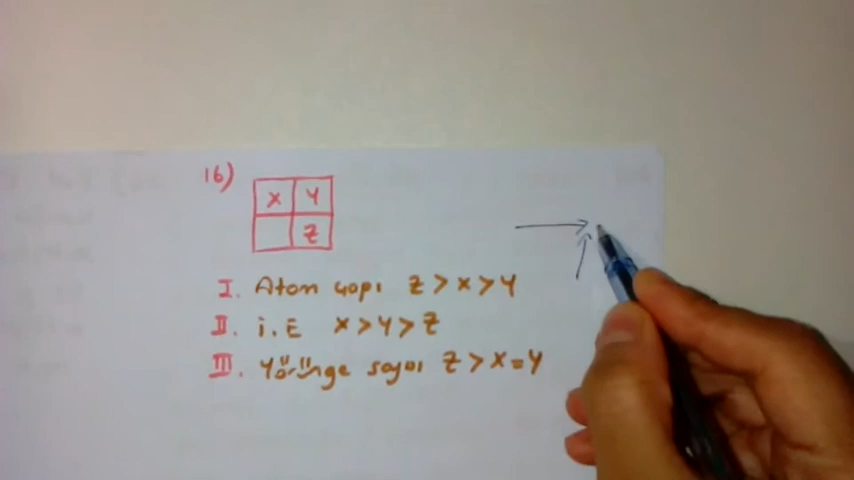 16)
X Y
Z
I. Atom çapı Z > X > Y
II. İ.E X > Y > Z
III. Yörünge sayısı Z > X = Y